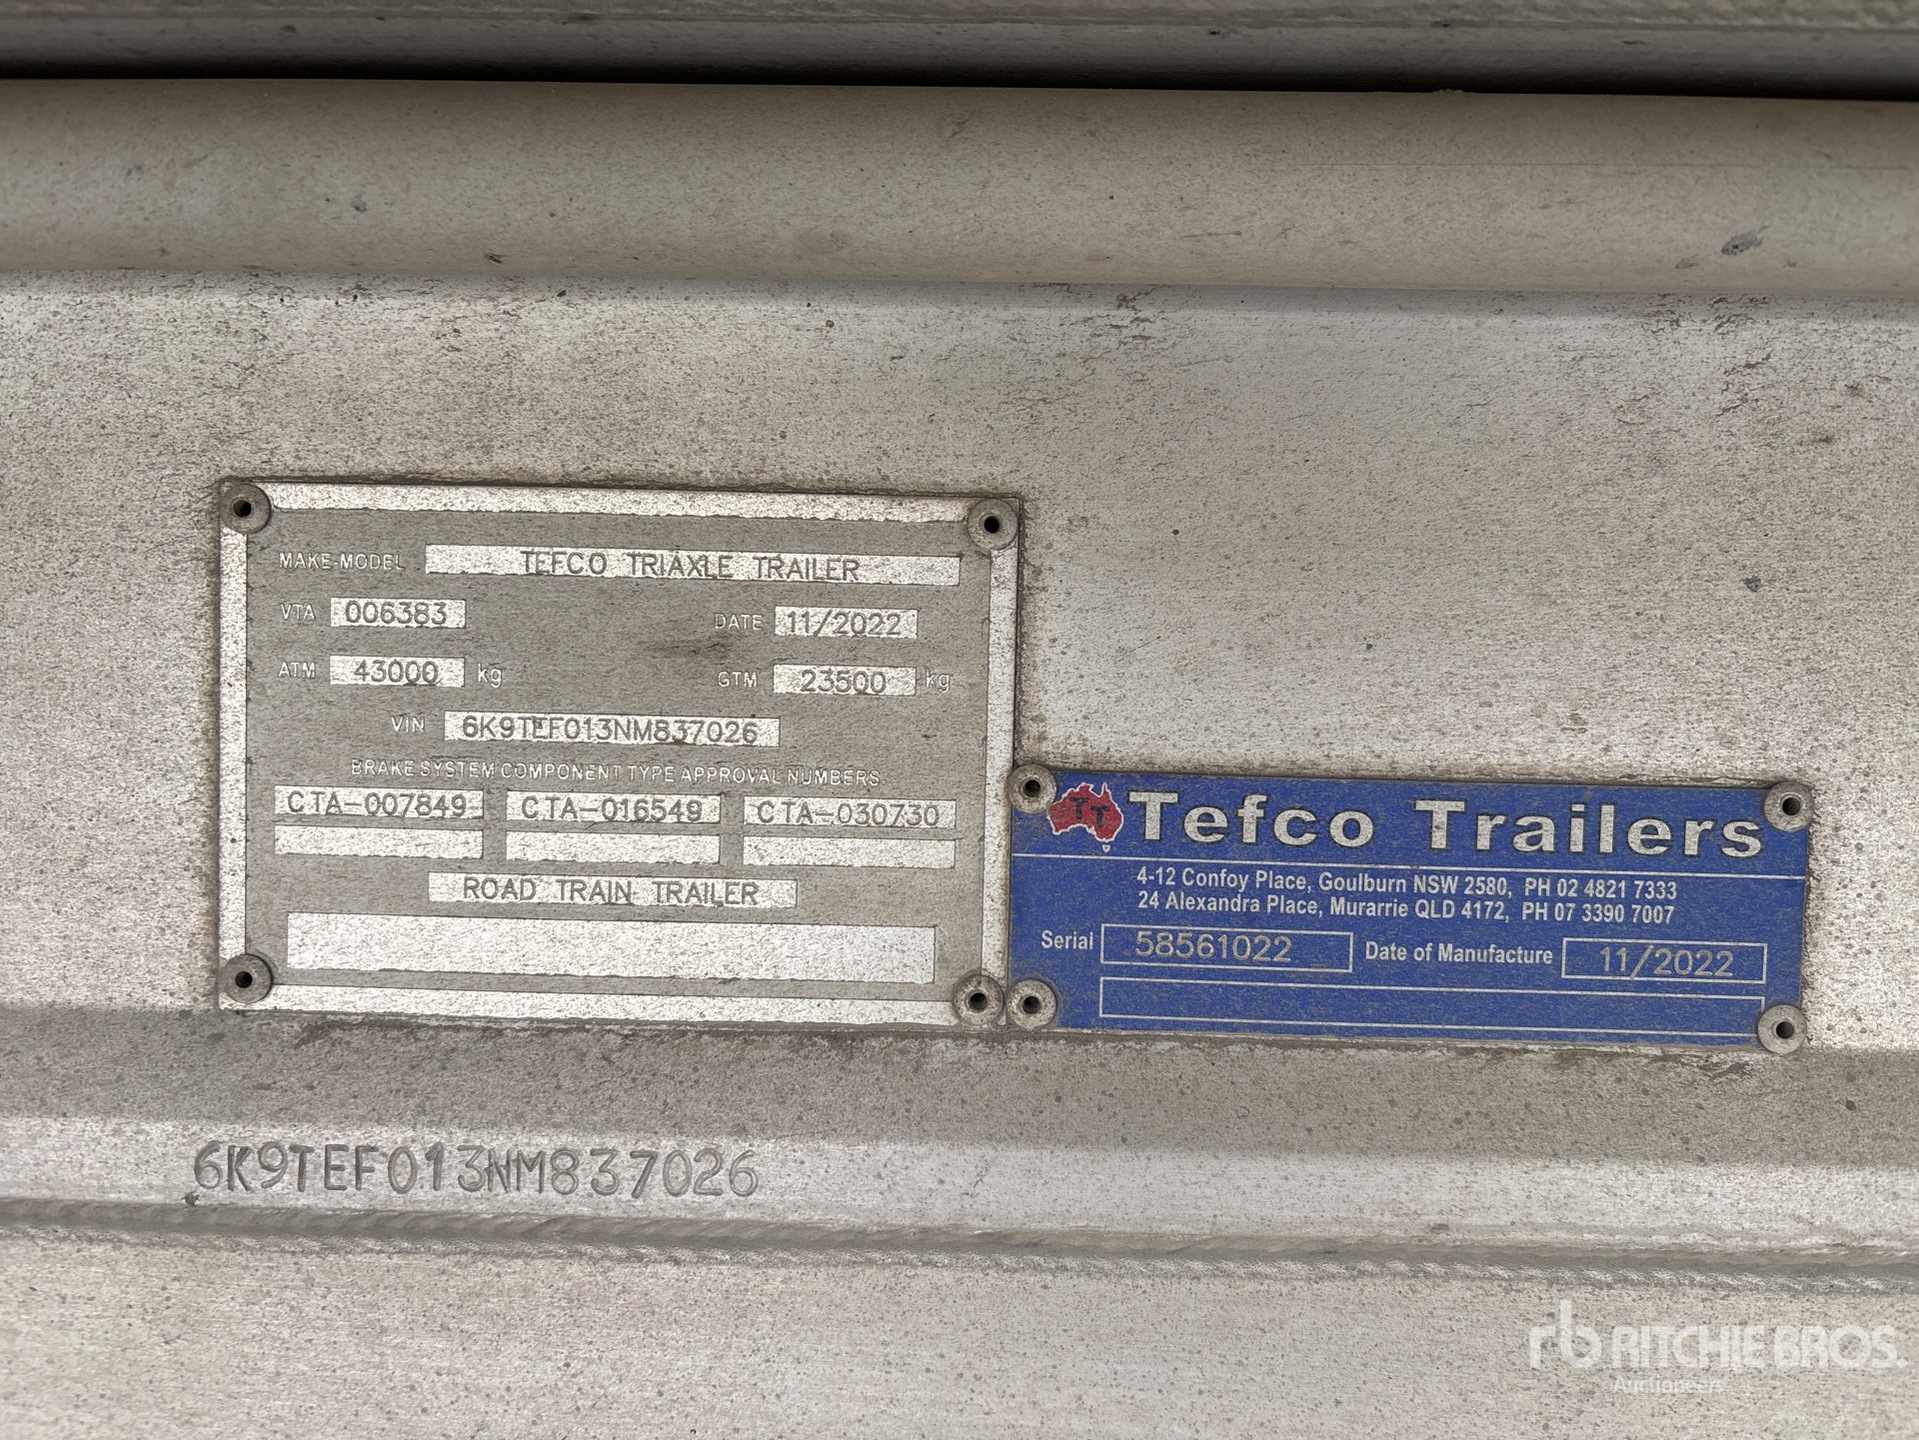 MAKE-MODEL TEFCO TRIAXLE TRAILER
VTA 006383 DATE 11/2022
ATM 43000 kg GTM 23500 kg
VIN 6K9TEF013NM837026
BRAKE SYSTEM COMPONENT TYPE APPROVAL NUMBERS
CTA-007849 CTA-016549 CTA-030730
ROAD TRAIN TRAILER
TT Tefco Trailers
4-12 Confoy Place, Goulburn NSW 2580, PH 02 4821 7333
24 Alexandra Place, Murarrie QLD 4172, PH 07 3390 7007
Serial 58561022 Date of Manufacture 11/2022
6K9TEF013NM837026
rb RITCHIE BROS.
Auctioneers